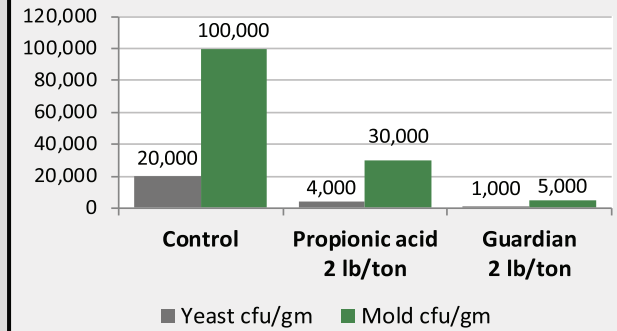 120,000
100,000
80,000
60,000
40,000
20,000
0
20,000
100,000
4,000
30,000
1,000
5,000
Control
Propionic acid
2 lb/ton
Guardian
2 lb/ton
Yeast cfu/gm
Mold cfu/gm